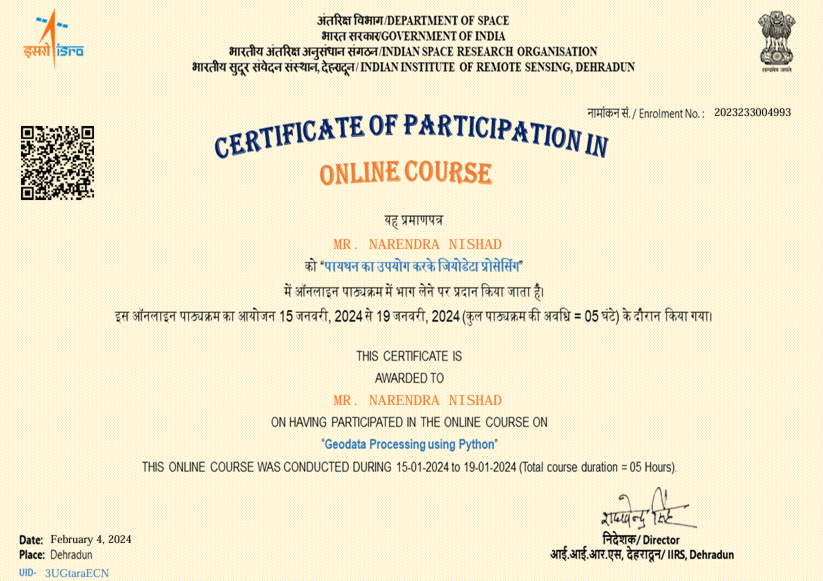 अंतरिक्ष विभाग/DEPARTMENT OF SPACE
भारत सरकार/GOVERNMENT OF INDIA
भारतीय अंतरिक्ष अनुसंधान संगठन/INDIAN SPACE RESEARCH ORGANISATION
भारतीय सुदूर संवेदन संस्थान, देहरादून/ INDIAN INSTITUTE OF REMOTE SENSING, DEHRADUN
इसरो isro
सत्यमेव जयते
नामांकन सं. / Enrolment No. : 2023233004993
CERTIFICATE OF PARTICIPATION IN
ONLINE COURSE
यह प्रमाणपत्र
MR. NARENDRA NISHAD
को “पायथन का उपयोग करके जियोडेटा प्रोसेसिंग”
में ऑनलाइन पाठ्यक्रम में भाग लेने पर प्रदान किया जाता है।
इस ऑनलाइन पाठ्यक्रम का आयोजन 15 जनवरी, 2024 से 19 जनवरी, 2024 (कुल पाठ्यक्रम की अवधि = 05 घंटे) के दौरान किया गया।
THIS CERTIFICATE IS
AWARDED TO
MR. NARENDRA NISHAD
ON HAVING PARTICIPATED IN THE ONLINE COURSE ON
"Geodata Processing using Python"
THIS ONLINE COURSE WAS CONDUCTED DURING 15-01-2024 to 19-01-2024 (Total course duration = 05 Hours).
निदेशक/ Director
आई.आई.आर.एस, देहरादून/ IIRS, Dehradun
Date: February 4, 2024
Place: Dehradun
UID- 3UGtaraECN